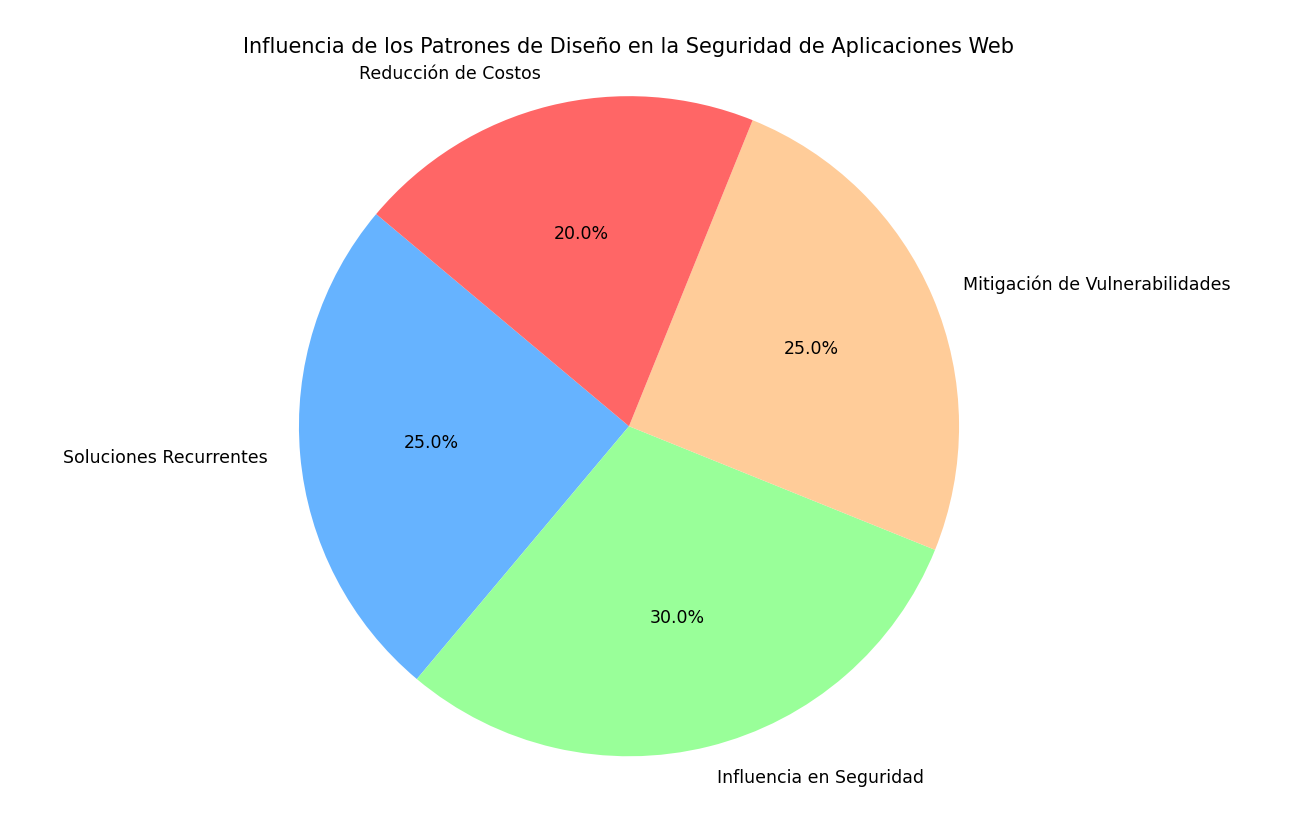 Influencia de los Patrones de Diseño en la Seguridad de Aplicaciones Web
Reducción de Costos
20.0%
Mitigación de Vulnerabilidades
25.0%
25.0%
Soluciones Recurrentes
30.0%
Influencia en Seguridad